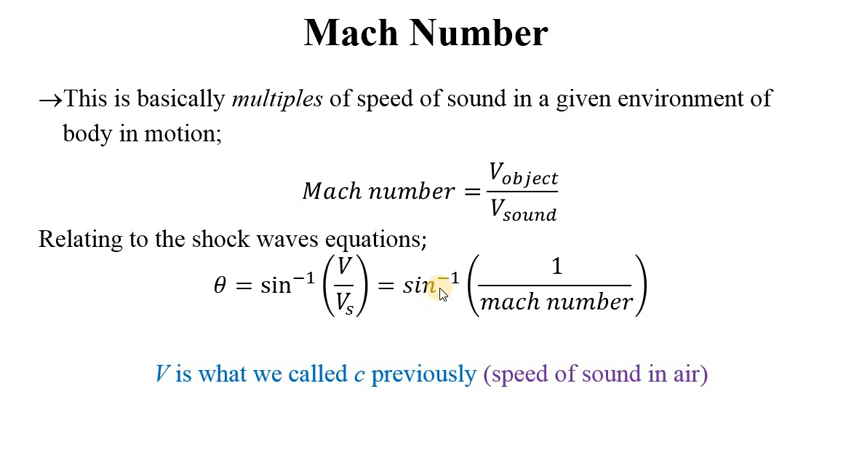 Mach Number
→This is basically multiples of speed of sound in a given environment of
body in motion;
Mach number = V_object / V_sound
Relating to the shock waves equations;
θ = sin⁻¹ (V / V_s) = sin⁻¹ (1 / mach number)
V is what we called c previously (speed of sound in air)